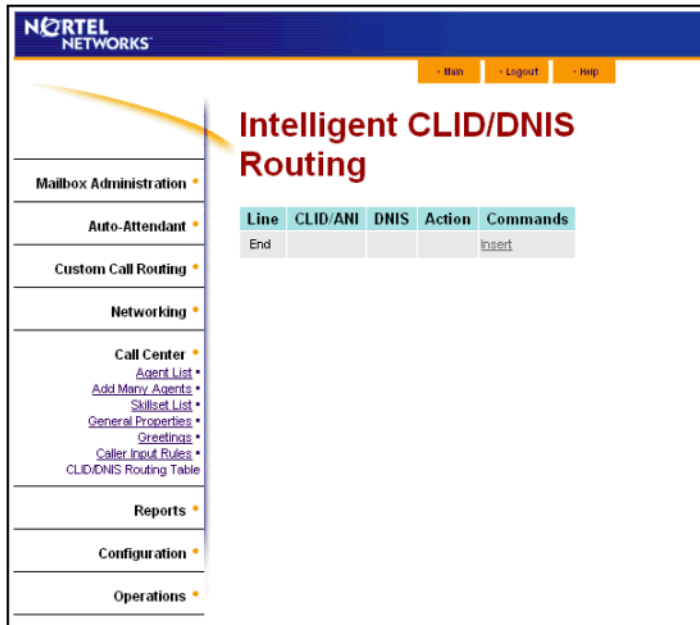 NORTEL
NETWORKS
Main
Logout
Help
Intelligent CLID/DNIS
Routing
Mailbox Administration
Auto-Attendant
Custom Call Routing
Networking
Call Center
Agent List
Add Many Agents
Skillset List
General Properties
Greetings
Caller Input Rules
CLID/DNIS Routing Table
Reports
Configuration
Operations
Line CLID/ANI DNIS Action Commands
End Insert